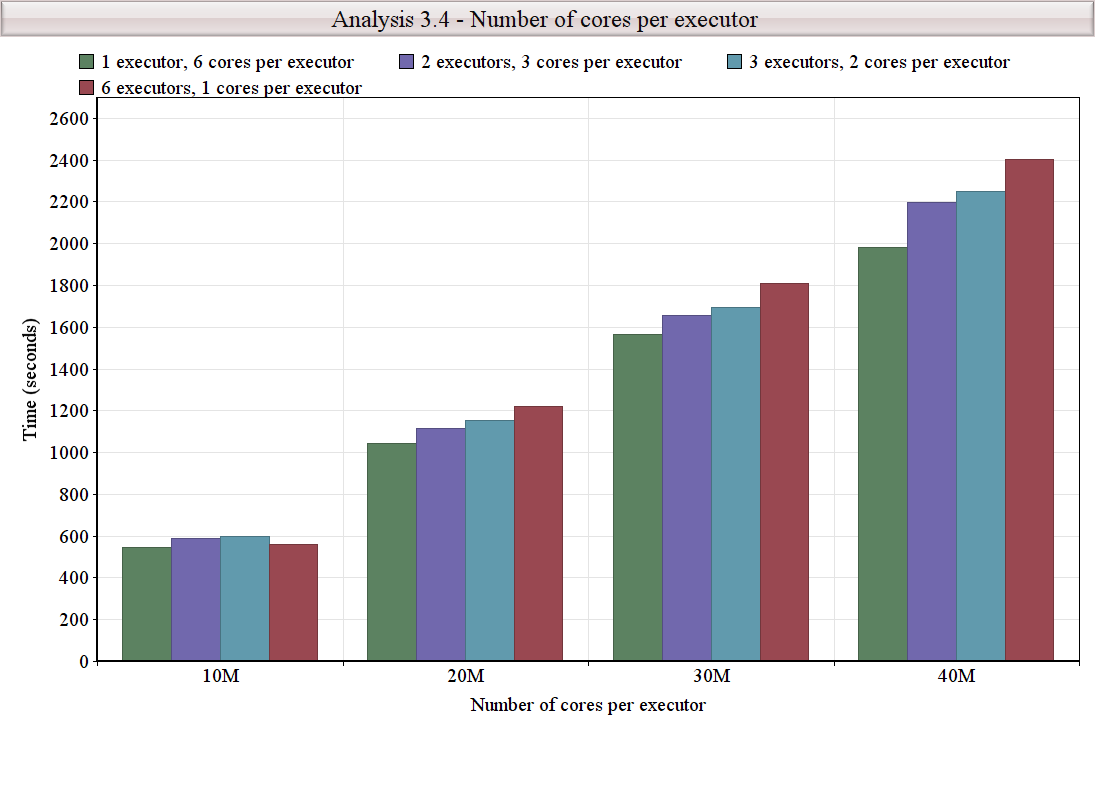 Analysis 3.4 - Number of cores per executor
1 executor, 6 cores per executor
2 executors, 3 cores per executor
3 executors, 2 cores per executor
6 executors, 1 cores per executor
2600
2400
2200
2000
1800
1600
1400
1200
1000
800
600
400
200
0
Time (seconds)
10M
20M
30M
40M
Number of cores per executor